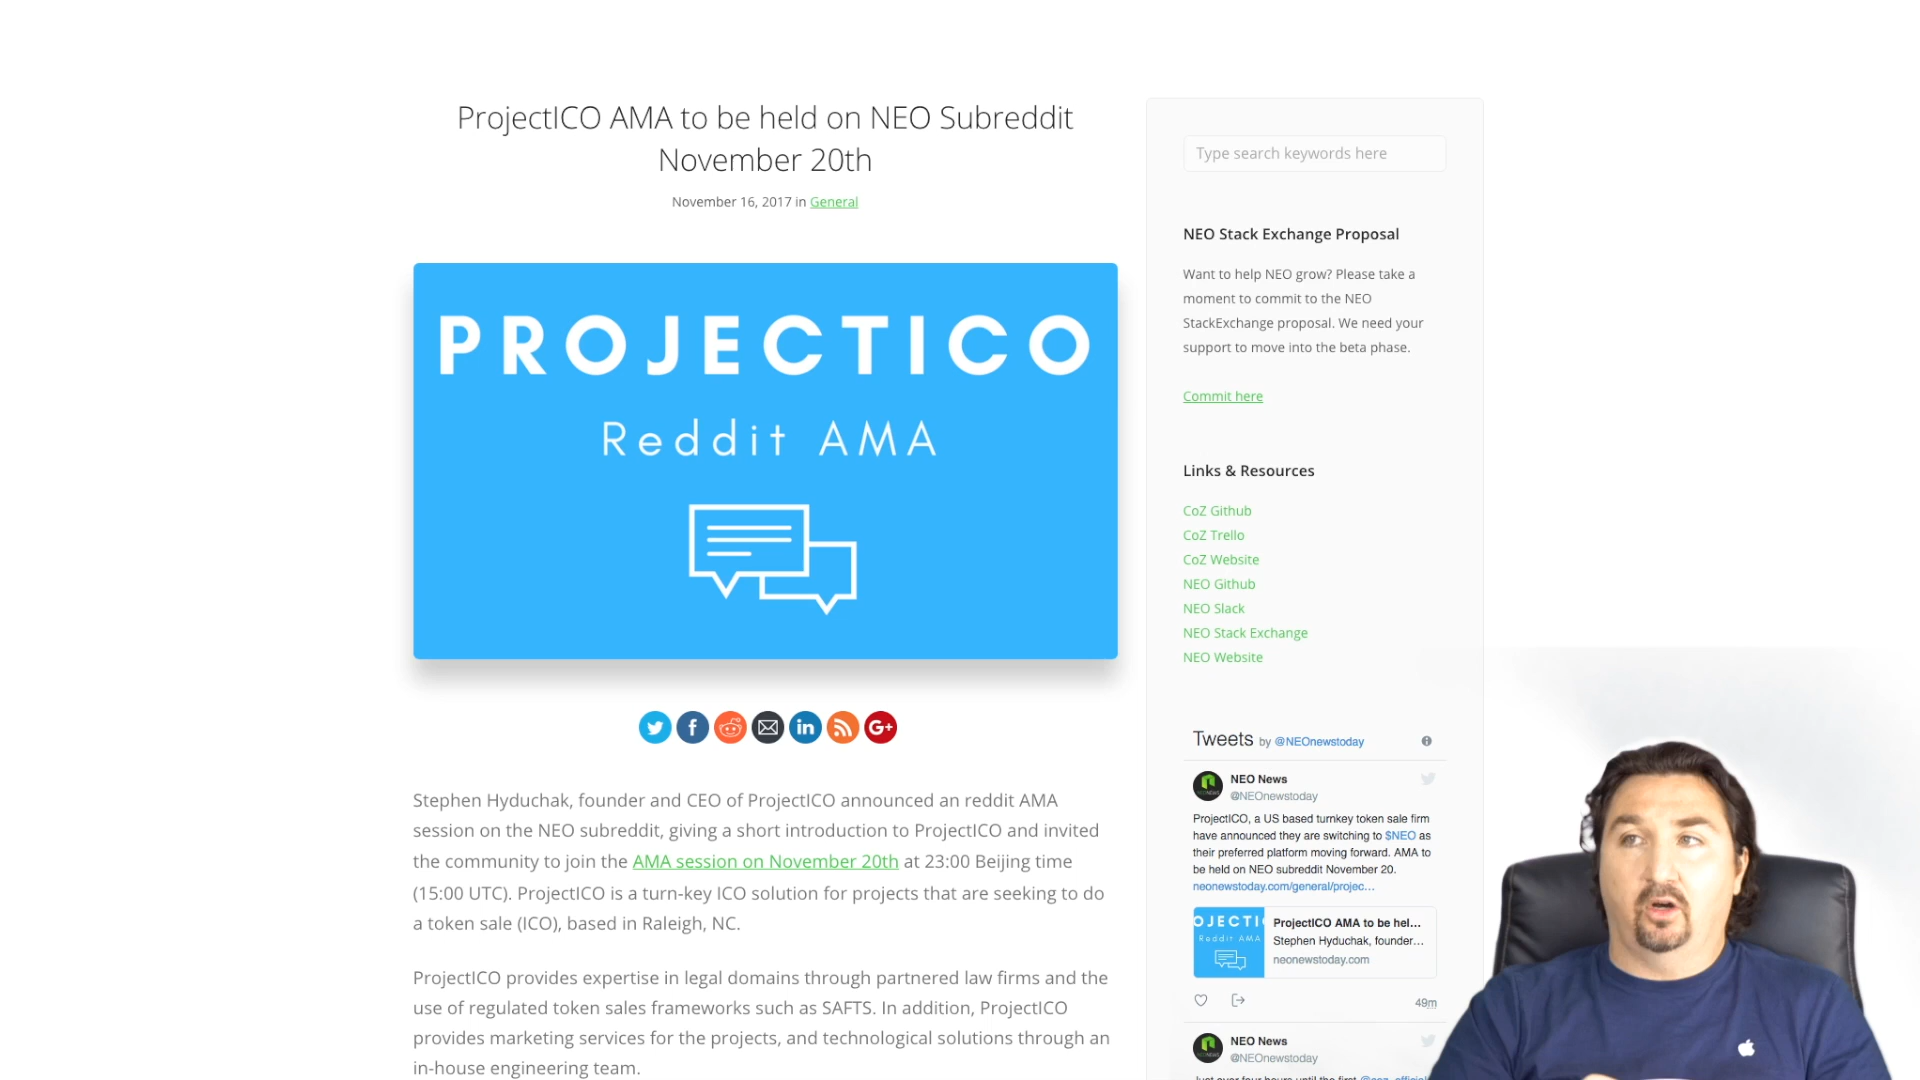 ProjectICO AMA to be held on NEO Subreddit
November 20th
November 16, 2017 in General
PROJECTICO
Reddit AMA
Stephen Hyduchak, founder and CEO of ProjectICO announced an reddit AMA
session on the NEO subreddit, giving a short introduction to ProjectICO and invited
the community to join the AMA session on November 20th at 23:00 Beijing time
(15:00 UTC). ProjectICO is a turn-key ICO solution for projects that are seeking to do
a token sale (ICO), based in Raleigh, NC.
ProjectICO provides expertise in legal domains through partnered law firms and the
use of regulated token sales frameworks such as SAFTS. In addition, ProjectICO
provides marketing services for the projects, and technological solutions through an
in-house engineering team.
Type search keywords here
NEO Stack Exchange Proposal
Want to help NEO grow? Please take a
moment to commit to the NEO
StackExchange proposal. We need your
support to move into the beta phase.
Commit here
Links & Resources
CoZ Github
CoZ Trello
CoZ Website
NEO Github
NEO Slack
NEO Stack Exchange
NEO Website
Tweets by @NEOnewstoday
NEO News
@NEOnewstoday
ProjectICO, a US based turnkey token sale firm
have announced they are switching to $NEO as
their preferred platform moving forward. AMA to
be held on NEO subreddit November 20.
neonewstoday.com/general/projec…
OJECTI
Reddit AMA
ProjectICO AMA to be hel...
Stephen Hyduchak, founder...
neonewstoday.com
49m
NEO News
@NEOnewstoday